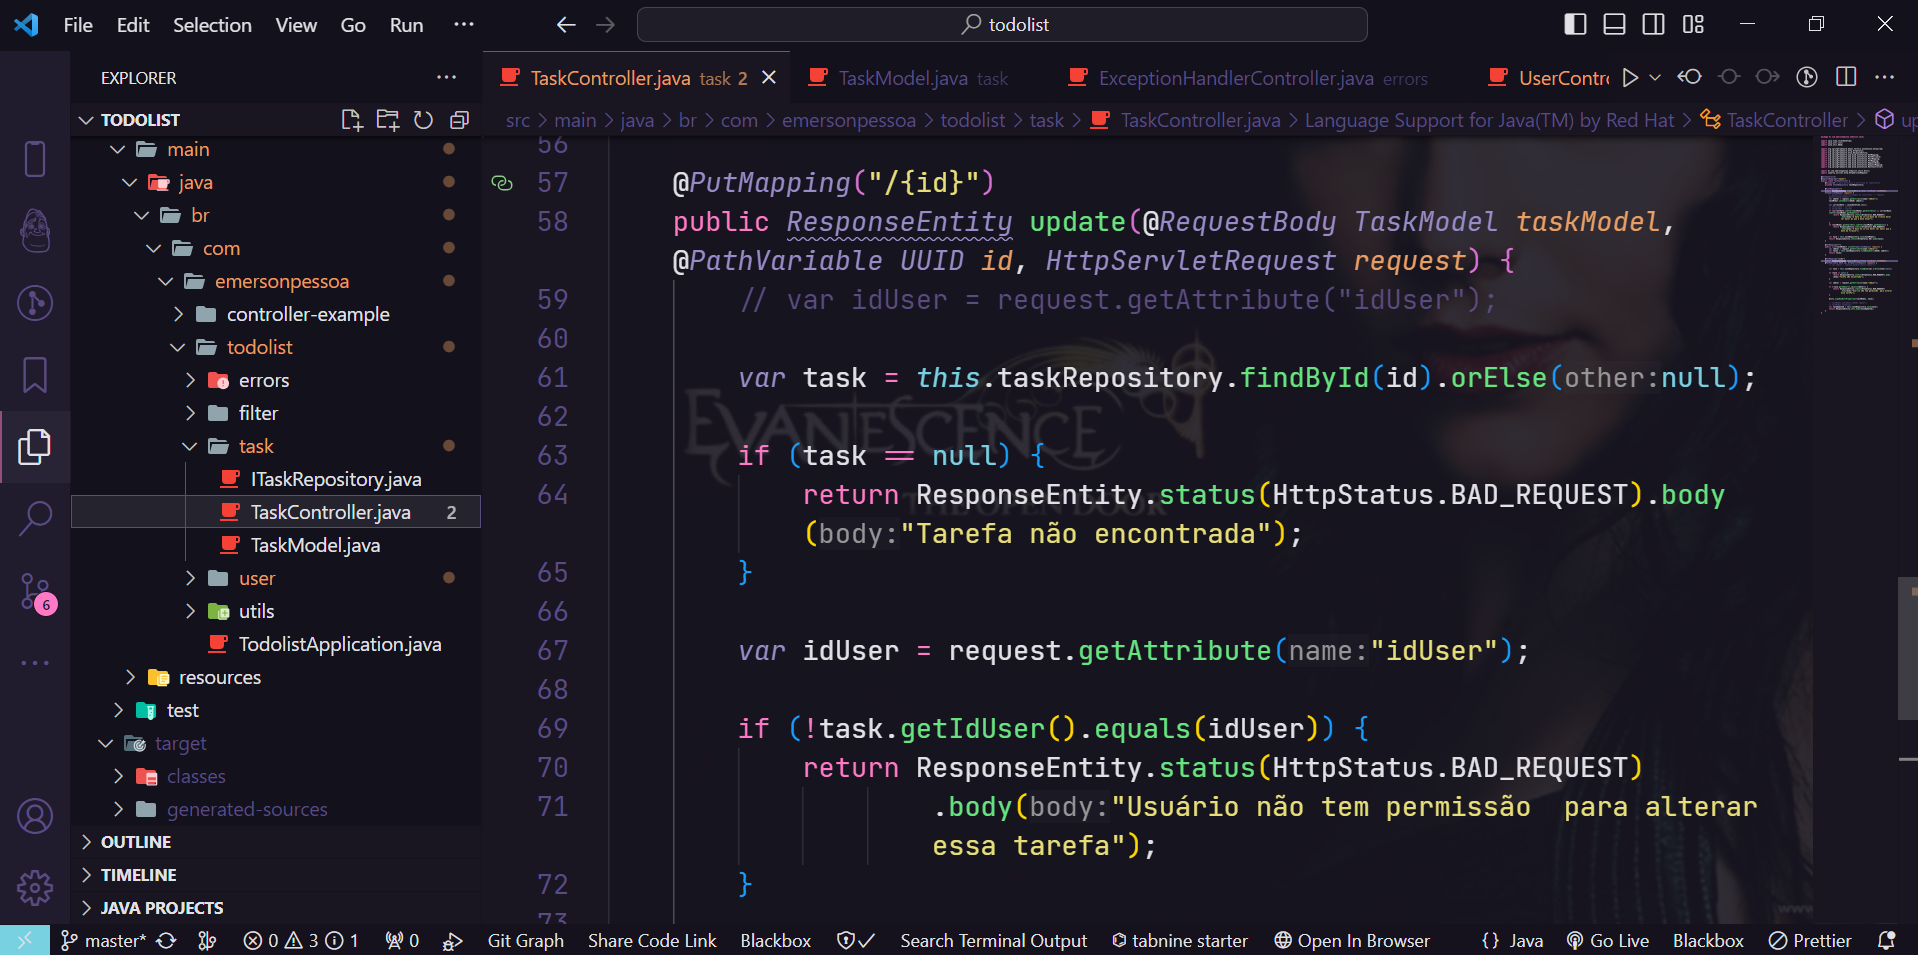 File Edit Selection View Go Run ··· todolist
EXPLORER ···
TODOLIST
main
java
br
com
emersonpessoa
controller-example
todolist
errors
filter
task
ITaskRepository.java
TaskController.java 2
TaskModel.java
user
utils
TodolistApplication.java
resources
test
target
classes
generated-sources
OUTLINE
TIMELINE
JAVA PROJECTS
6
TaskController.java task 2 TaskModel.java task ExceptionHandlerController.java errors UserContro
src > main > java > br > com > emersonpessoa > todolist > task > TaskController.java > Language Support for Java(TM) by Red Hat > TaskController > up
56
57 @PutMapping("/{id}")
58 public ResponseEntity update(@RequestBody TaskModel taskModel,
@PathVariable UUID id, HttpServletRequest request) {
59 // var idUser = request.getAttribute("idUser");
60
61 var task = this.taskRepository.findById(id).orElse(other:null);
62
63 if (task == null) {
64 return ResponseEntity.status(HttpStatus.BAD_REQUEST).body
(body:"Tarefa não encontrada");
65 }
66
67 var idUser = request.getAttribute(name:"idUser");
68
69 if (!task.getIdUser().equals(idUser)) {
70 return ResponseEntity.status(HttpStatus.BAD_REQUEST)
71 .body(body:"Usuário não tem permissão  para alterar
essa tarefa");
72 }
73
EVANESCENCE
THE OPEN DOOR
master* 0 3 1 0 Git Graph Share Code Link Blackbox Search Terminal Output tabnine starter Open In Browser {} Java Go Live Blackbox Prettier